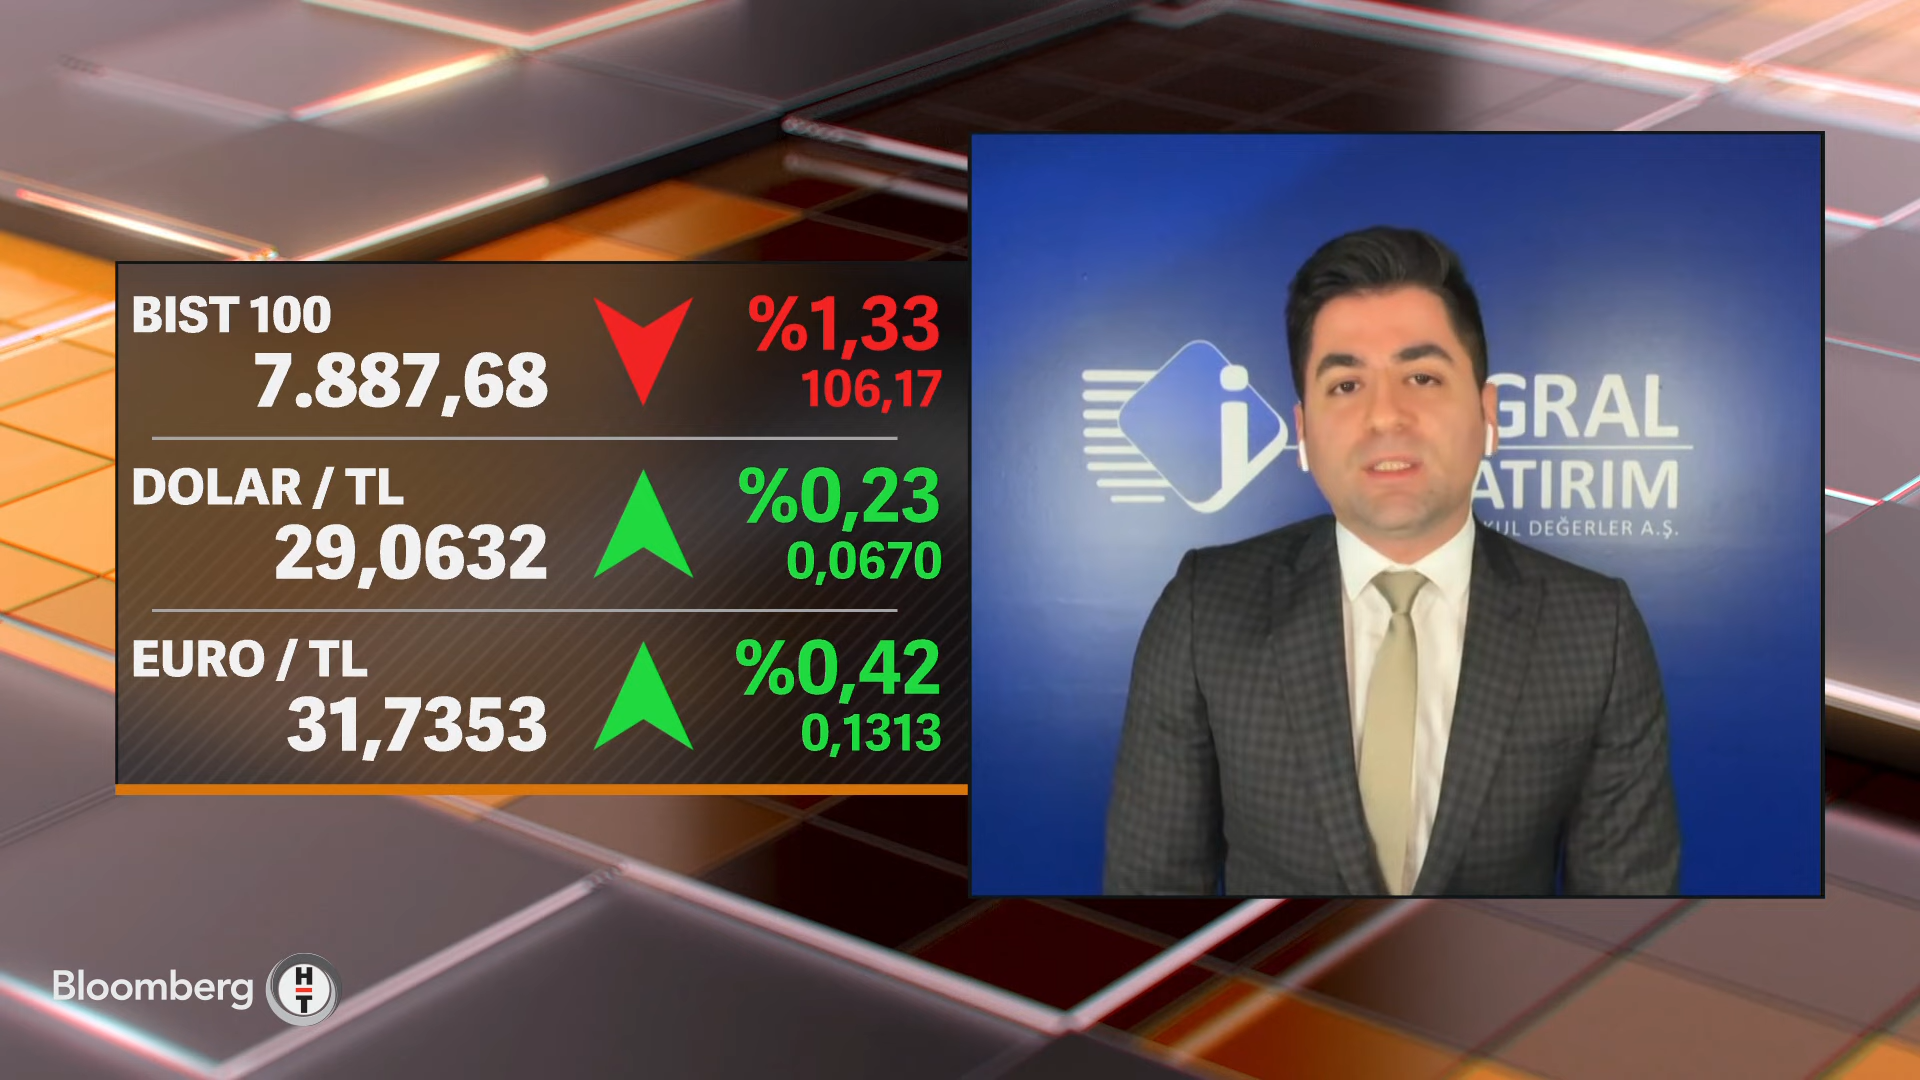 BIST 100
7.887,68
%1,33
106,17
DOLAR / TL
29,0632
%0,23
0,0670
EURO / TL
31,7353
%0,42
0,1313
GRAL
ATIRIM
KUL DEĞERLER A.Ş.
Bloomberg HT